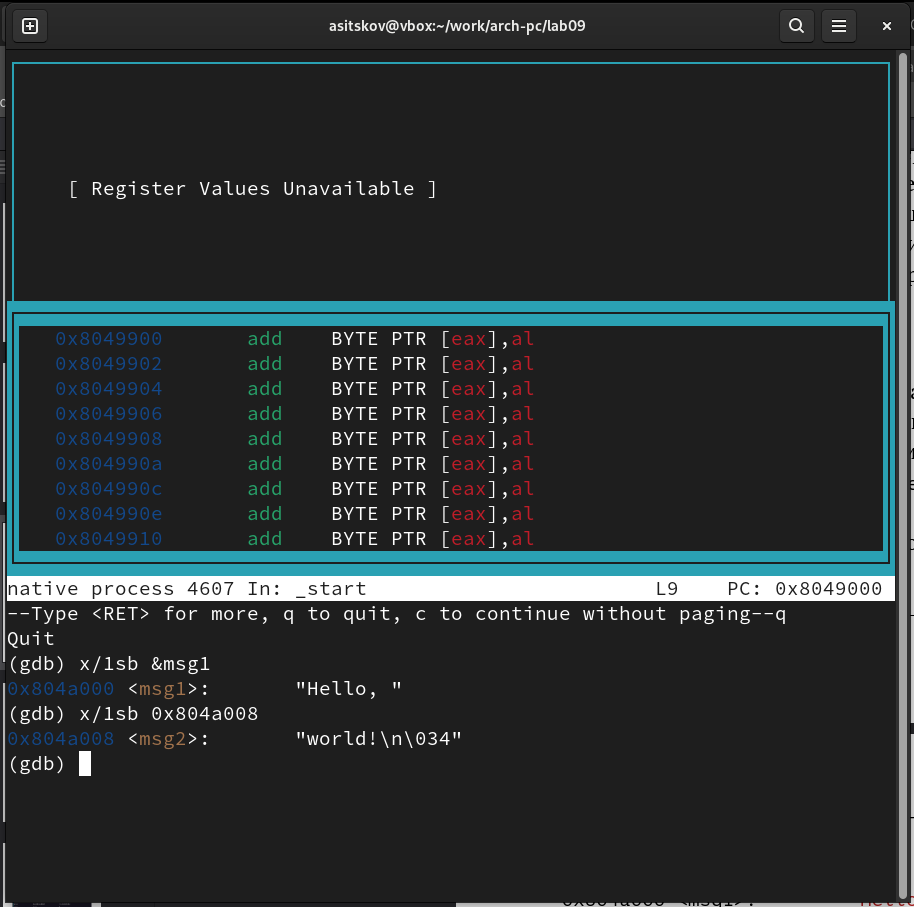 asitskov@vbox:~/work/arch-pc/lab09
[ Register Values Unavailable ]
0x8049900 add BYTE PTR [eax],al
0x8049902 add BYTE PTR [eax],al
0x8049904 add BYTE PTR [eax],al
0x8049906 add BYTE PTR [eax],al
0x8049908 add BYTE PTR [eax],al
0x804990a add BYTE PTR [eax],al
0x804990c add BYTE PTR [eax],al
0x804990e add BYTE PTR [eax],al
0x8049910 add BYTE PTR [eax],al
native process 4607 In: _start L9 PC: 0x8049000
--Type <RET> for more, q to quit, c to continue without paging--q
Quit
(gdb) x/1sb &msg1
0x804a000 <msg1>: "Hello, "
(gdb) x/1sb 0x804a008
0x804a008 <msg2>: "world!\n\034"
(gdb)